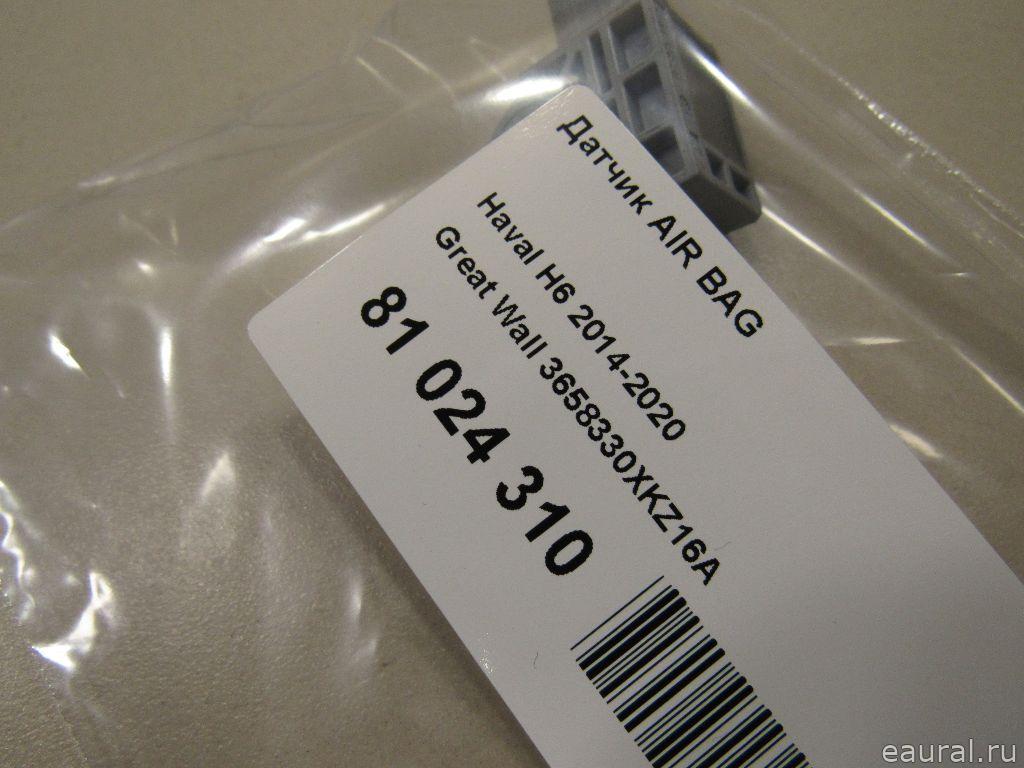 Датчик AIR BAG
Haval H6 2014-2020
Great Wall 3658330XKZ16A
81 024 310
eaural.ru